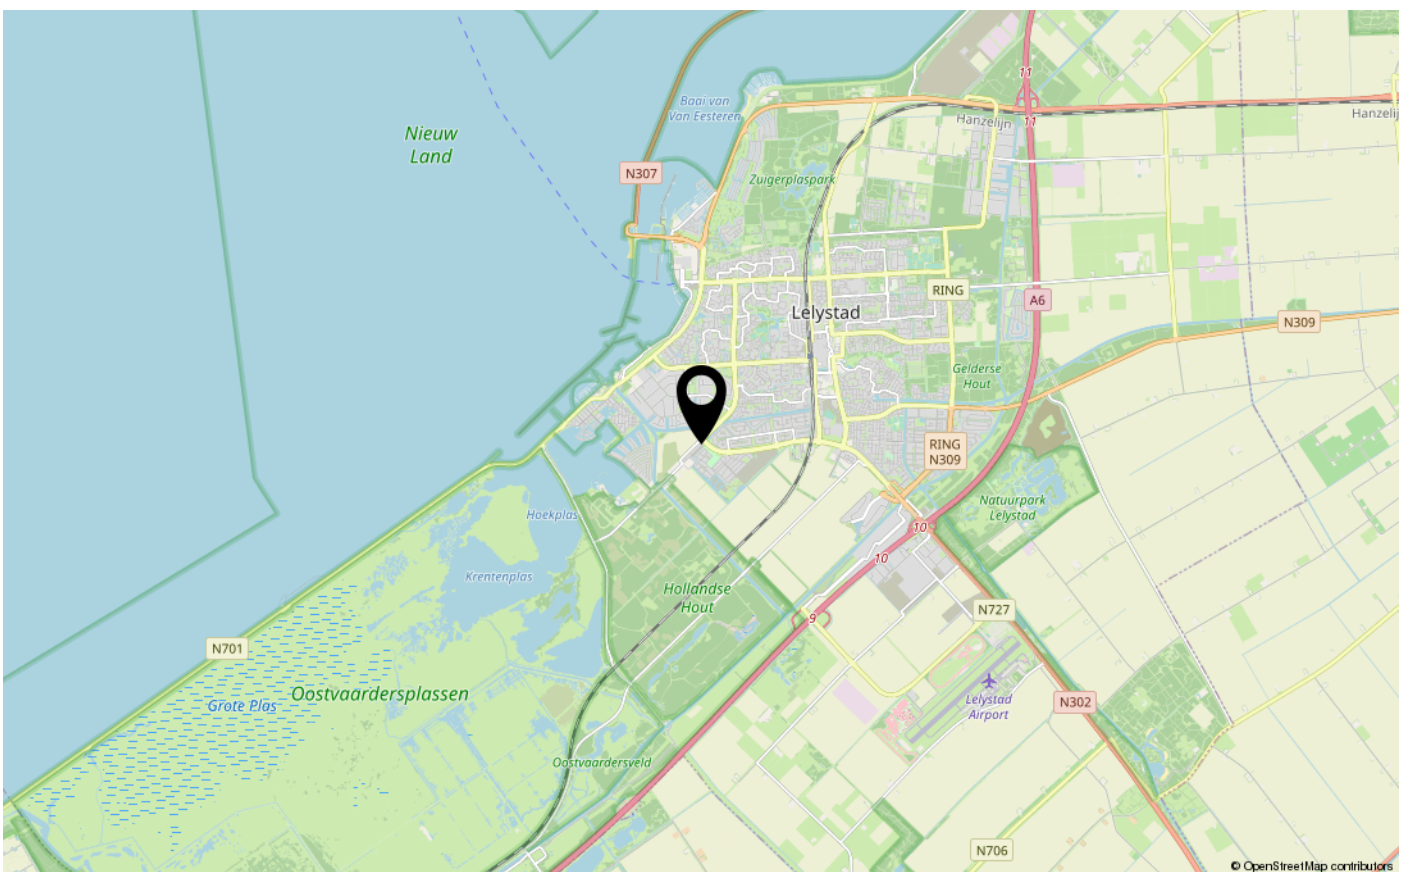 11
Baai van
Van Eesteren
11
Hanzelijn
Nieuw
Land
N307
Zuigerplaspark
RING
A6
Lelystad
N309
Gelderse
Hout
RING
N309
Natuurpark
Lelystad
Hoekplas
10
10
Krentenplas
Hollandse
Hout
N727
9
N701
Oostvaardersplassen
Grote Plas
Lelystad
Airport
N302
Oostvaardersveld
N706
© OpenStreetMap contributors